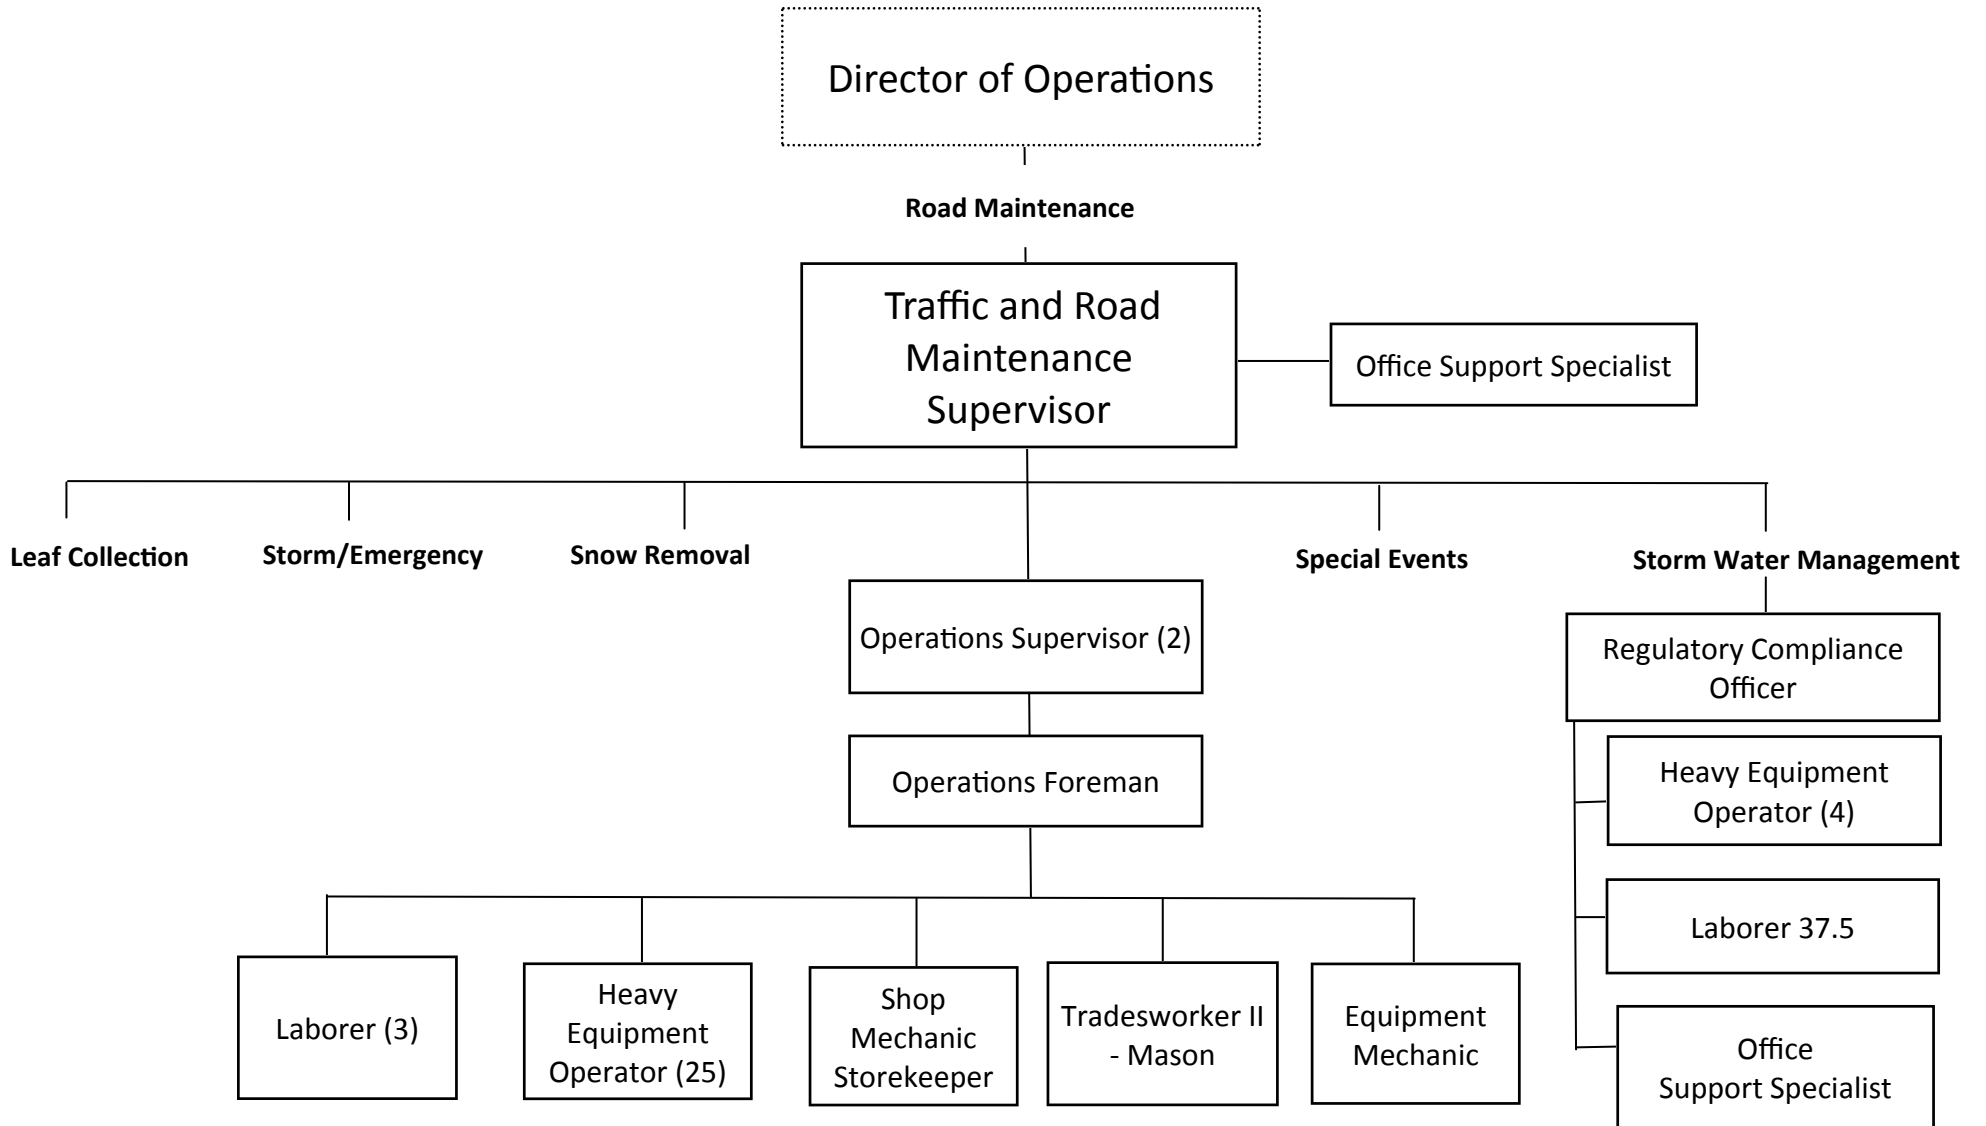 Director of Operations
Road Maintenance
Traffic and Road
Maintenance
Supervisor
Office Support Specialist
Leaf Collection
Storm/Emergency
Snow Removal
Special Events
Storm Water Management
Operations Supervisor (2)
Operations Foreman
Laborer (3)
Heavy
Equipment
Operator (25)
Shop
Mechanic
Storekeeper
Tradesworker II
- Mason
Equipment
Mechanic
Regulatory Compliance
Officer
Heavy Equipment
Operator (4)
Laborer 37.5
Office
Support Specialist